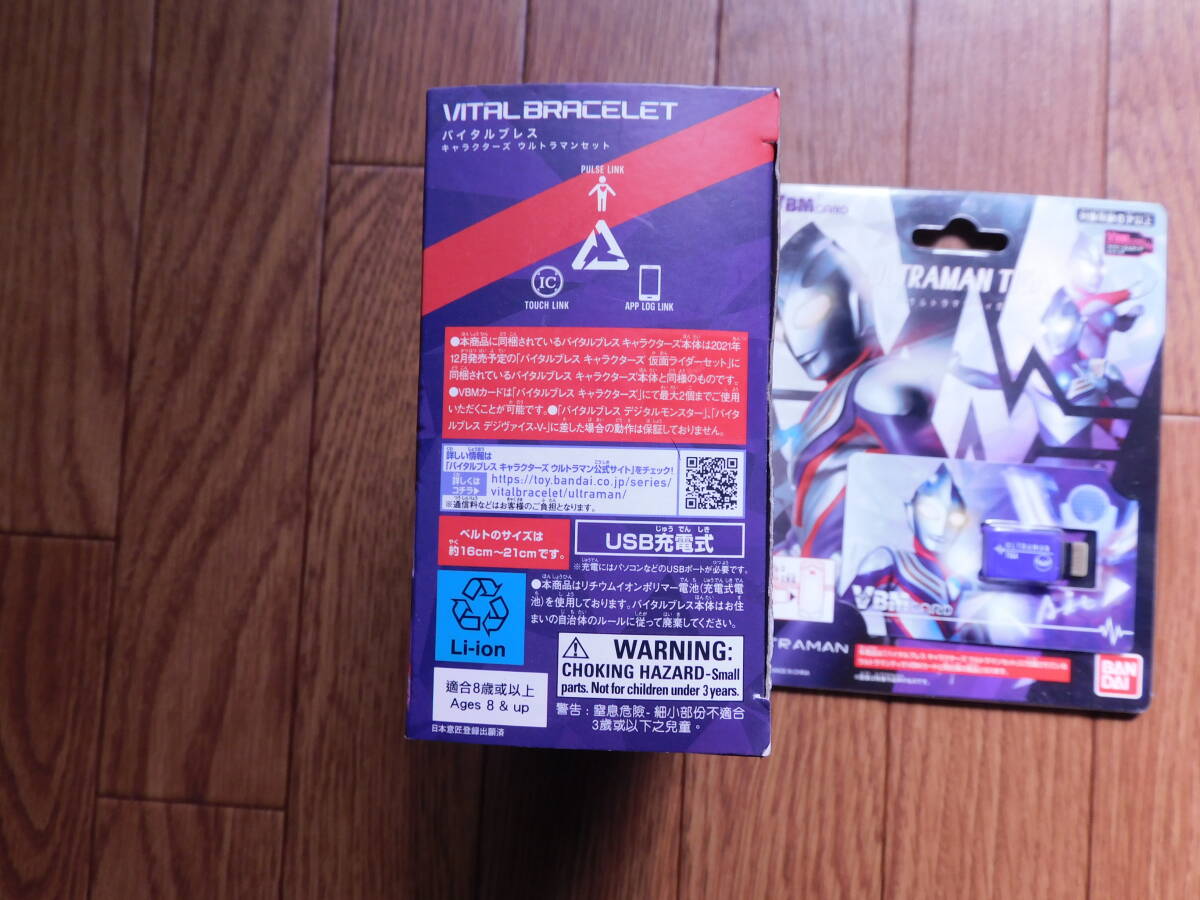 VITAL BRACELET
バイタルブレス
キャラクターズ ウルトラマンセット
PULSE LINK
IC
TOUCH LINK
APP LOG LINK
●本商品に同梱されているバイタルブレス キャラクターズ本体は2021年
12月発売予定の「バイタルブレス キャラクターズ 仮面ライダーセット」に
同梱されているバイタルブレス キャラクターズ本体と同様のものです。
●VBMカードは「バイタルブレス キャラクターズ」にて最大2個までご使用
いただくことが可能です。●「バイタルブレス デジタルモンスター」、「バイタ
ルブレス デジヴァイス-V-」に差した場合の動作は保証しておりません。
詳しい情報は
「バイタルブレス キャラクターズ ウルトラマン公式サイト」をチェック!
詳しくは
コチラ▶
https://toy.bandai.co.jp/series/
vitalbracelet/ultraman/
※通信料などはお客様のご負担となります。
ベルトのサイズは
約16cm~21cmです。
USB充電式
※充電にはパソコンなどのUSBポートが必要です。
Li-ion
●本商品はリチウムイオンポリマー電池(充電式電
池)を使用しております。バイタルブレス本体はお住
まいの自治体のルールに従って廃棄してください。
WARNING:
CHOKING HAZARD-Small
parts. Not for children under 3 years.
適合8歳或以上
Ages 8 & up
警告:窒息危險-細小部份不適合
3歲或以下之兒童。
日本意匠登録出願済
VBM CARD
ULTRAMAN
VBM CARD
ULTRAMAN
BAN
DAI